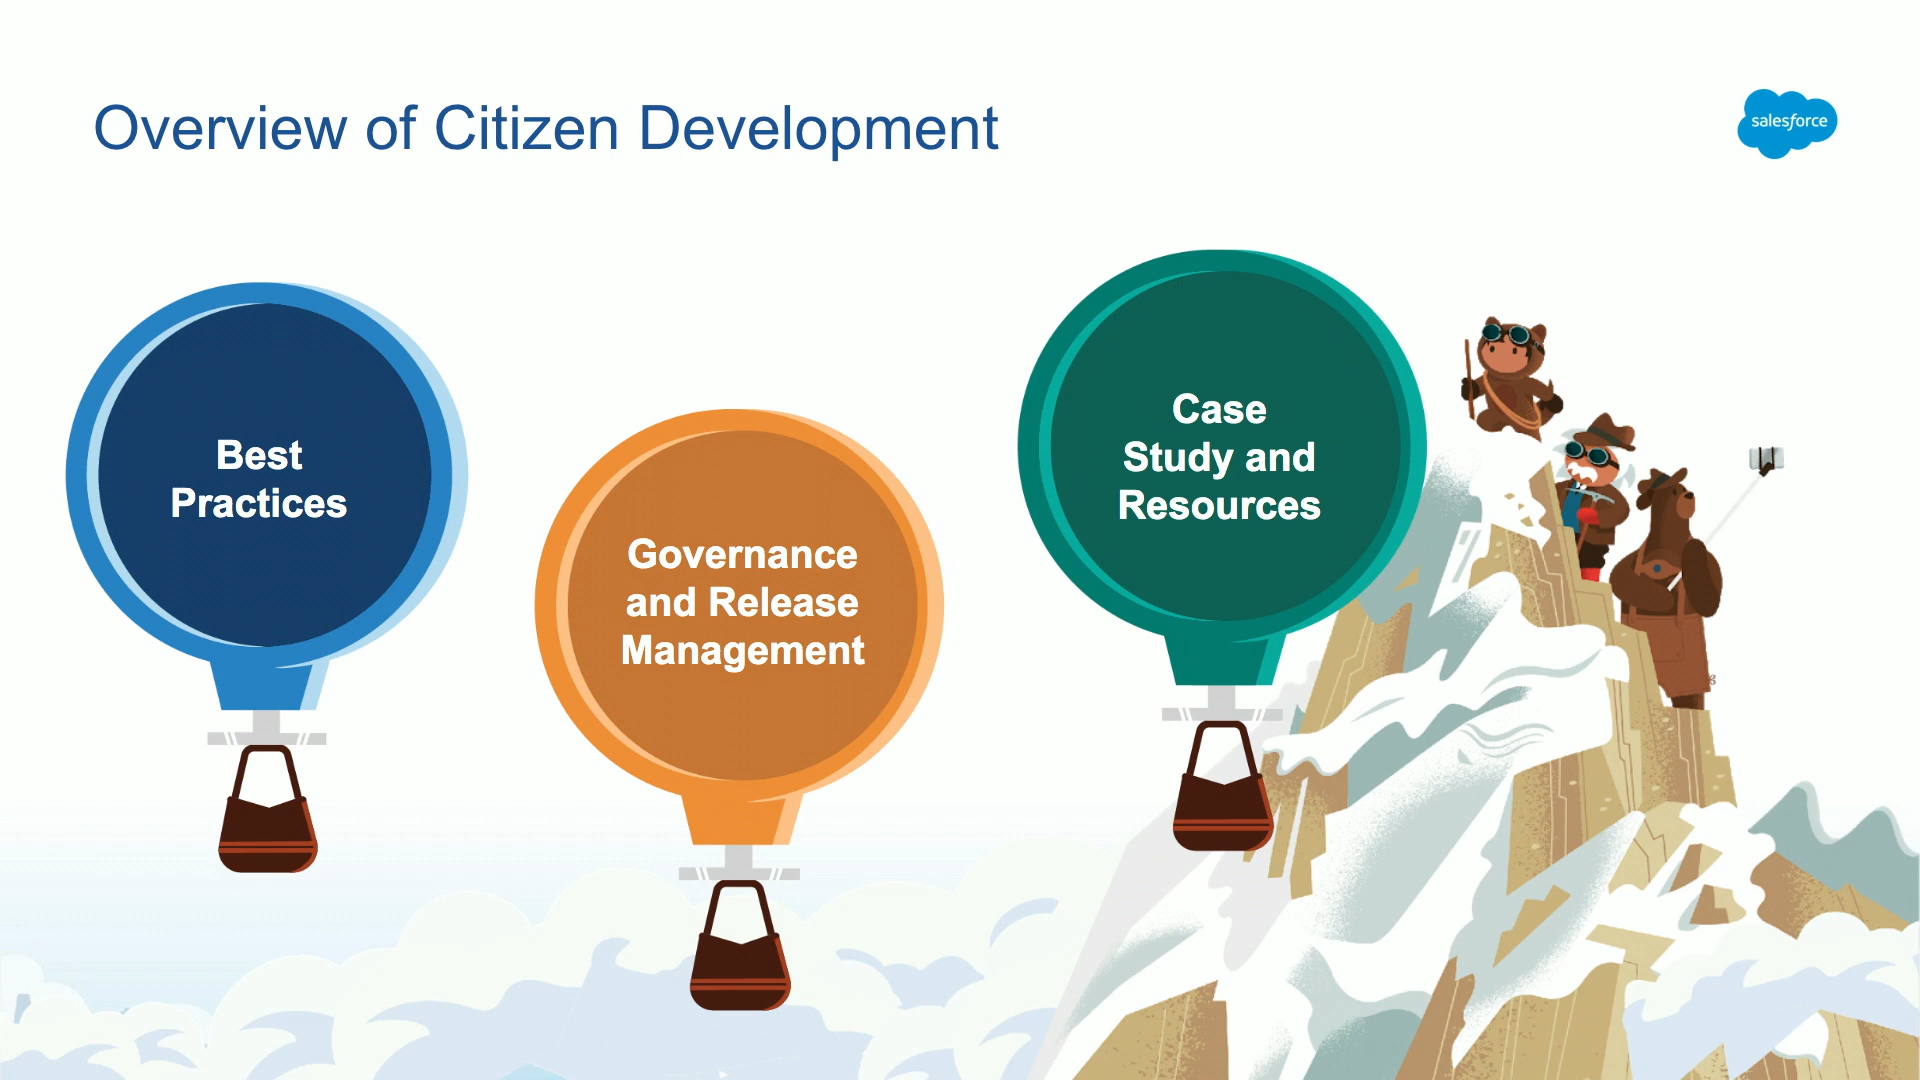 Overview of Citizen Development
salesforce
Best
Practices
Governance
and Release
Management
Case
Study and
Resources